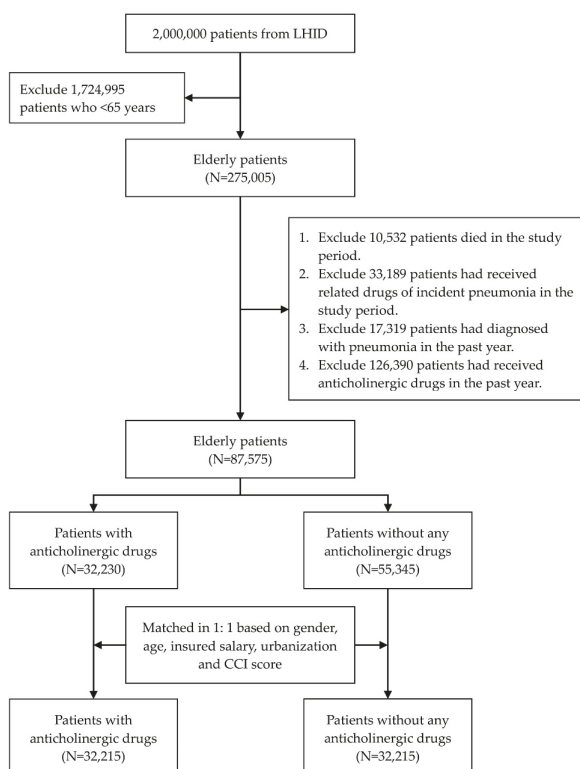 2,000,000 patients from LHID
Exclude 1,724,995
patients who <65 years
Elderly patients
(N=275,005)
1. Exclude 10,532 patients died in the study
period.
2. Exclude 33,189 patients had received
related drugs of incident pneumonia in the
study period.
3. Exclude 17,319 patients had diagnosed
with pneumonia in the past year.
4. Exclude 126,390 patients had received
anticholinergic drugs in the past year.
Elderly patients
(N=87,575)
Patients with
anticholinergic drugs
(N=32,230)
Patients without any
anticholinergic drugs
(N=55,345)
Matched in 1: 1 based on gender,
age, insured salary, urbanization
and CCI score
Patients with
anticholinergic drugs
(N=32,215)
Patients without any
anticholinergic drugs
(N=32,215)